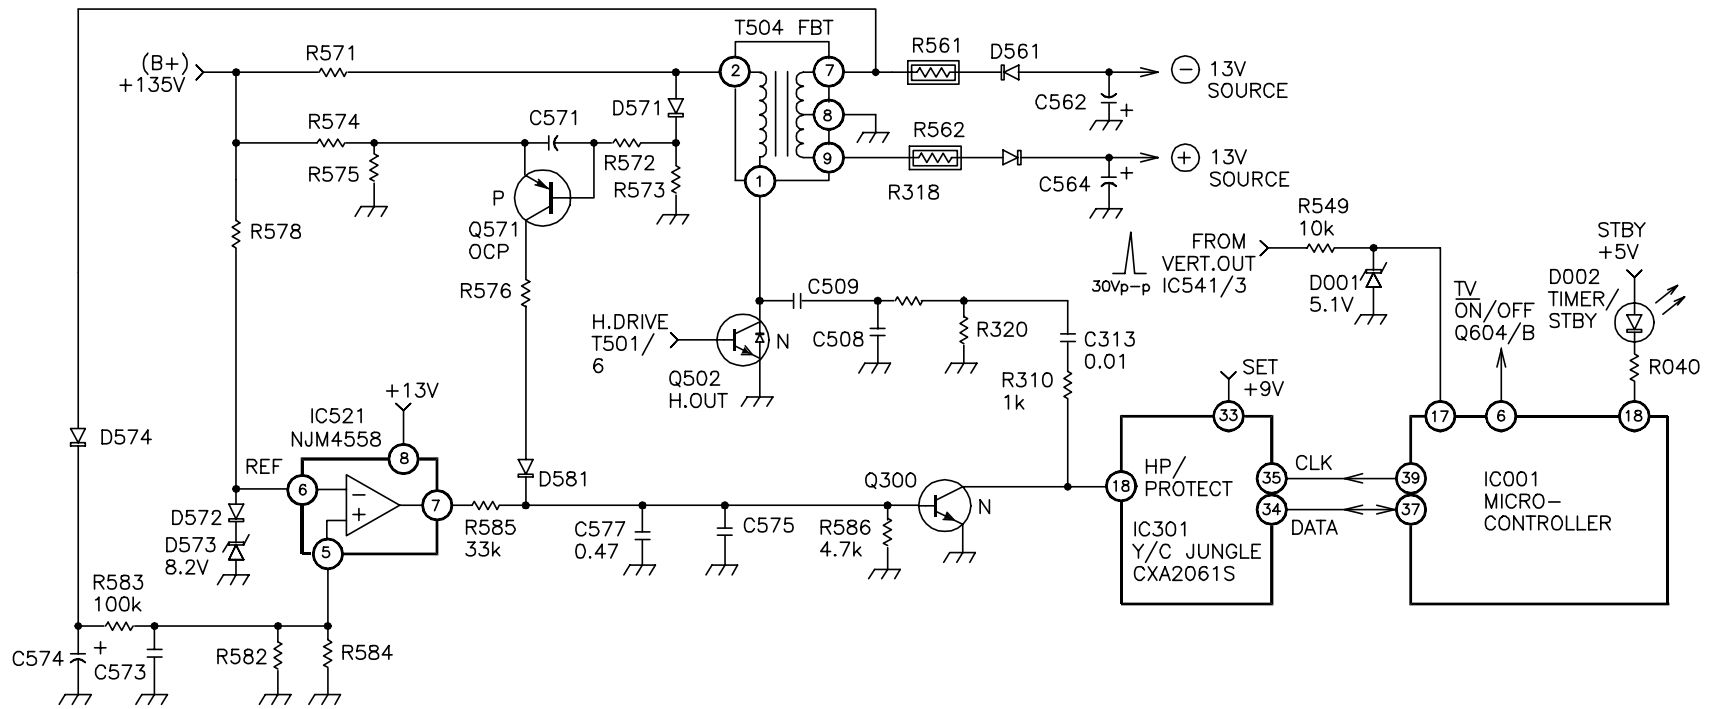 T504 FBT
(B+)
+135V
R571
2
7
R561
D561
−
13V
SOURCE
C562
+
D571
C571
R574
R575
R572
R573
8
R562
9
+
13V
SOURCE
C564
+
R318
1
P
Q571
OCP
R578
R549
10k
FROM
VERT.OUT
IC541/3
30Vp-p
D001
5.1V
STBY
+5V
D002
TIMER/
STBY
TV
ON/OFF
Q604/B
R576
C509
H.DRIVE
T501/
6
N
C508
R320
C313
0.01
Q502
H.OUT
R310
1k
SET
+9V
R040
+13V
IC521
NJM4558
D574
33
17
6
18
8
REF
6
−
+
7
5
D581
Q300
N
18
HP/
PROTECT
35
CLK
39
34
DATA
37
IC001
MICRO-
CONTROLLER
IC301
Y/C JUNGLE
CXA2061S
D572
D573
8.2V
R585
33k
C577
0.47
C575
R586
4.7k
R583
100k
C574
+
C573
R582
R584